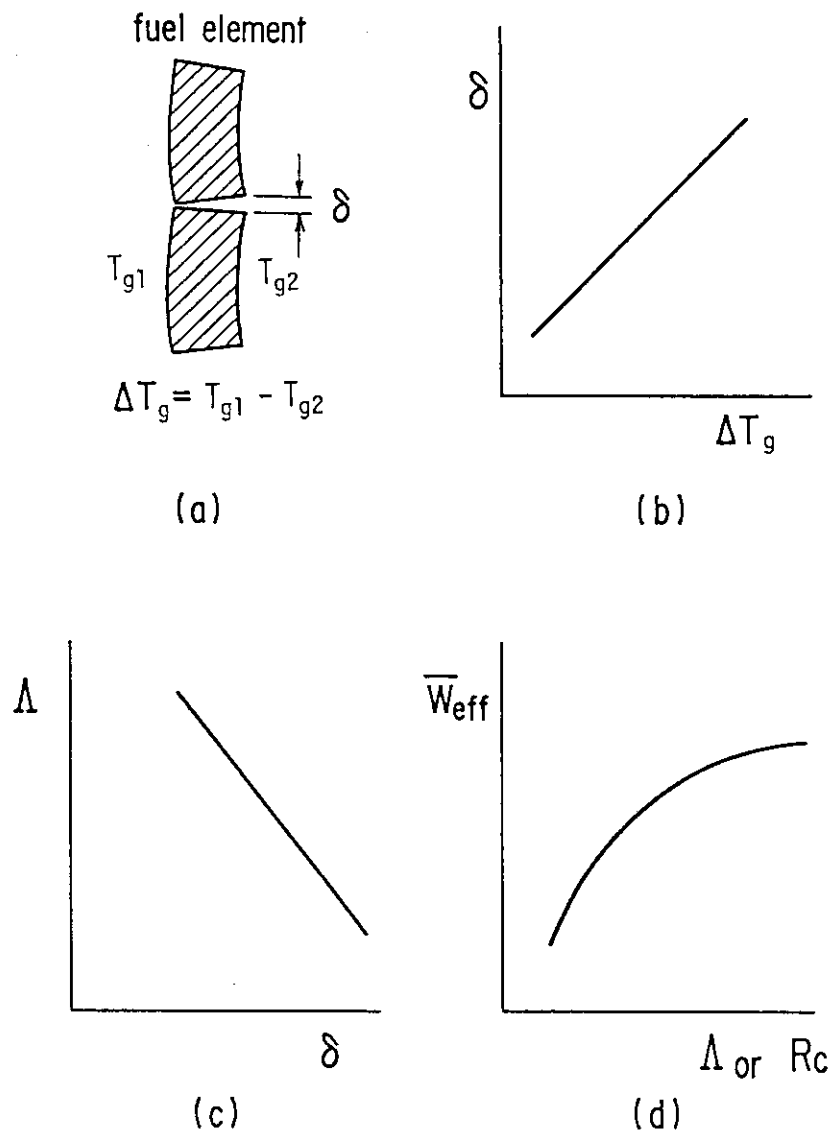 fuel element
δ
T_g1
T_g2
ΔT_g = T_g1 - T_g2
(a)
δ
ΔT_g
(b)
Λ
δ
(c)
W̅_eff
Λ or Rc
(d)